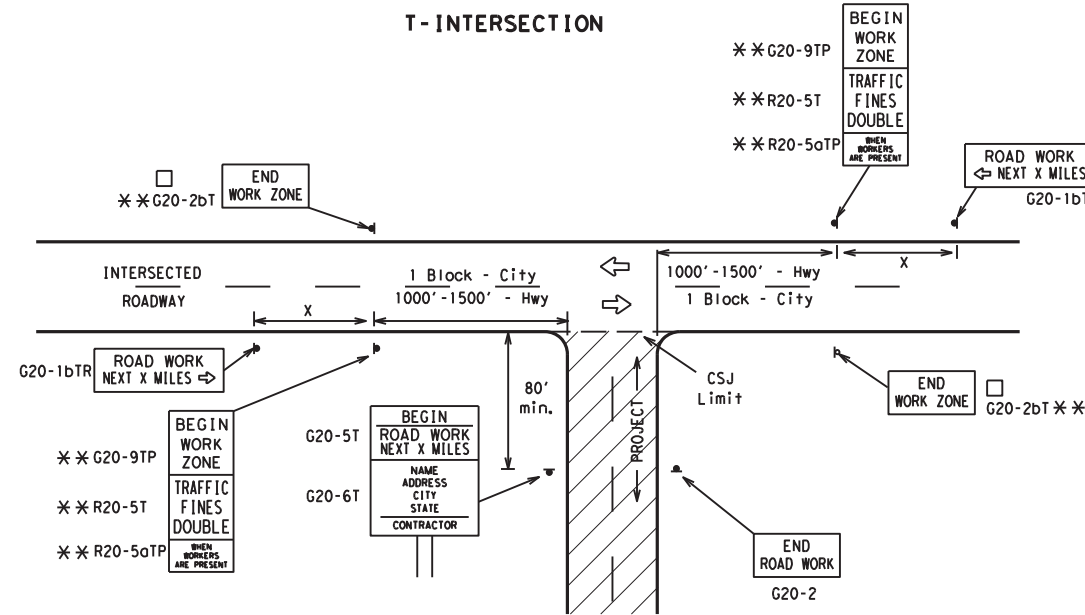 T-INTERSECTION
BEGIN
WORK
ZONE
TRAFFIC
FINES
DOUBLE
WHEN
WORKERS
ARE PRESENT
**G20-9TP
**R20-5T
**R20-5aTP
ROAD WORK
⇦ NEXT X MILES
G20-1bT
END
WORK ZONE
□
**G20-2bT
INTERSECTED
ROADWAY
1 Block - City
1000'-1500' - Hwy
X
1000'-1500' - Hwy
1 Block - City
X
G20-1bTR
ROAD WORK
NEXT X MILES ⇨
80'
min.
CSJ
Limit
PROJECT
END
WORK ZONE
□
G20-2bT **
**G20-9TP
**R20-5T
**R20-5aTP
BEGIN
WORK
ZONE
TRAFFIC
FINES
DOUBLE
WHEN
WORKERS
ARE PRESENT
G20-5T
G20-6T
BEGIN
ROAD WORK
NEXT X MILES
NAME
ADDRESS
CITY
STATE
CONTRACTOR
END
ROAD WORK
G20-2